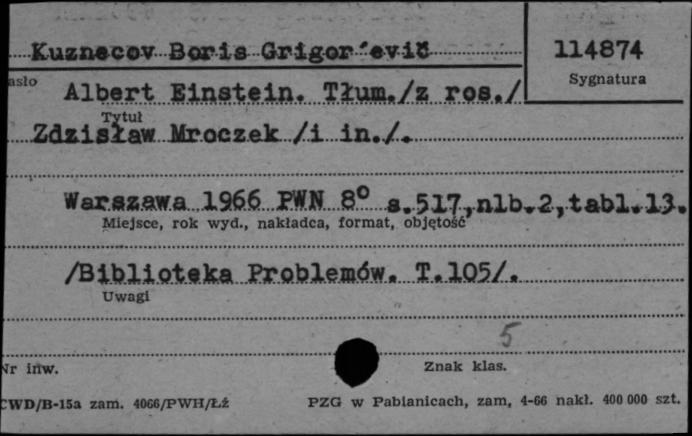 Kuznecov Boris Grigor´evič
114874
asło
Sygnatura
Albert Einstein. Tłum./z ros./
Tytuł
Zdzisław Mroczek /i in./.
Warszawa 1966 PWN 8° s.517,nlb.2,tabl.13.
Miejsce, rok wyd., nakładca, format, objętość
/Biblioteka Problemów. T.105/.
Uwagi
5
Nr inw.
Znak klas.
CWD/B-15a zam. 4066/PWH/Łż
PZG w Pabianicach, zam, 4-66 nakł. 400 000 szt.